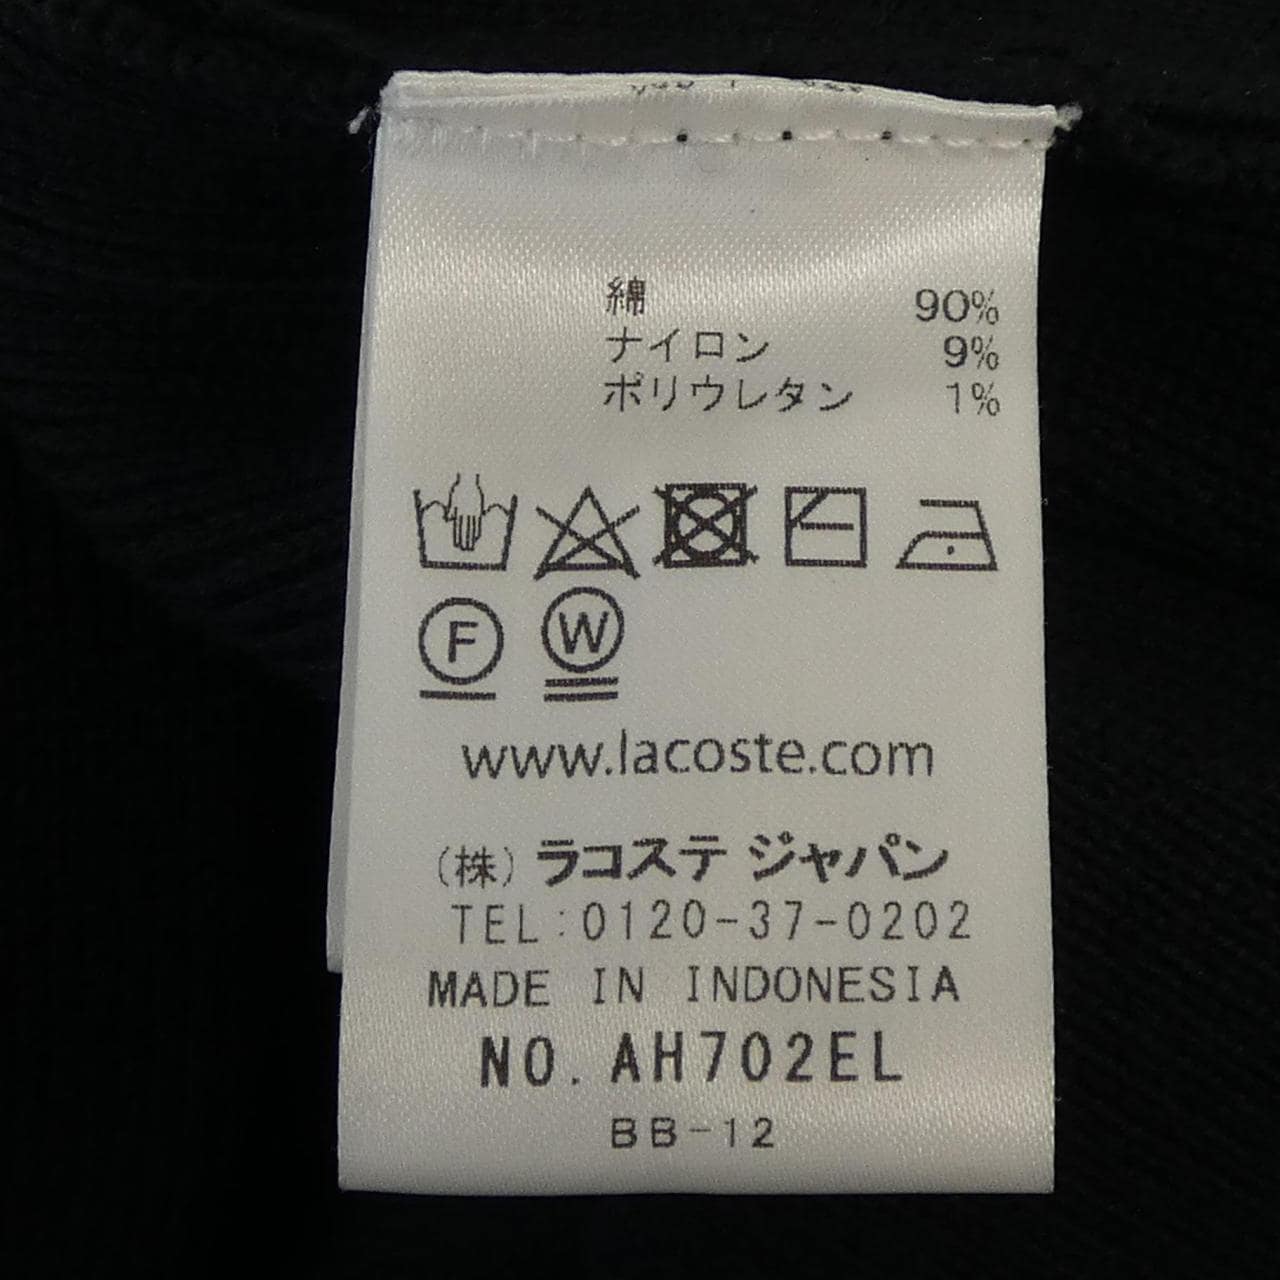 綿 90%
ナイロン 9%
ポリウレタン 1%
F W
www.lacoste.com
(株) ラコステ ジャパン
TEL:0120-37-0202
MADE IN INDONESIA
NO. AH702EL
BB-12